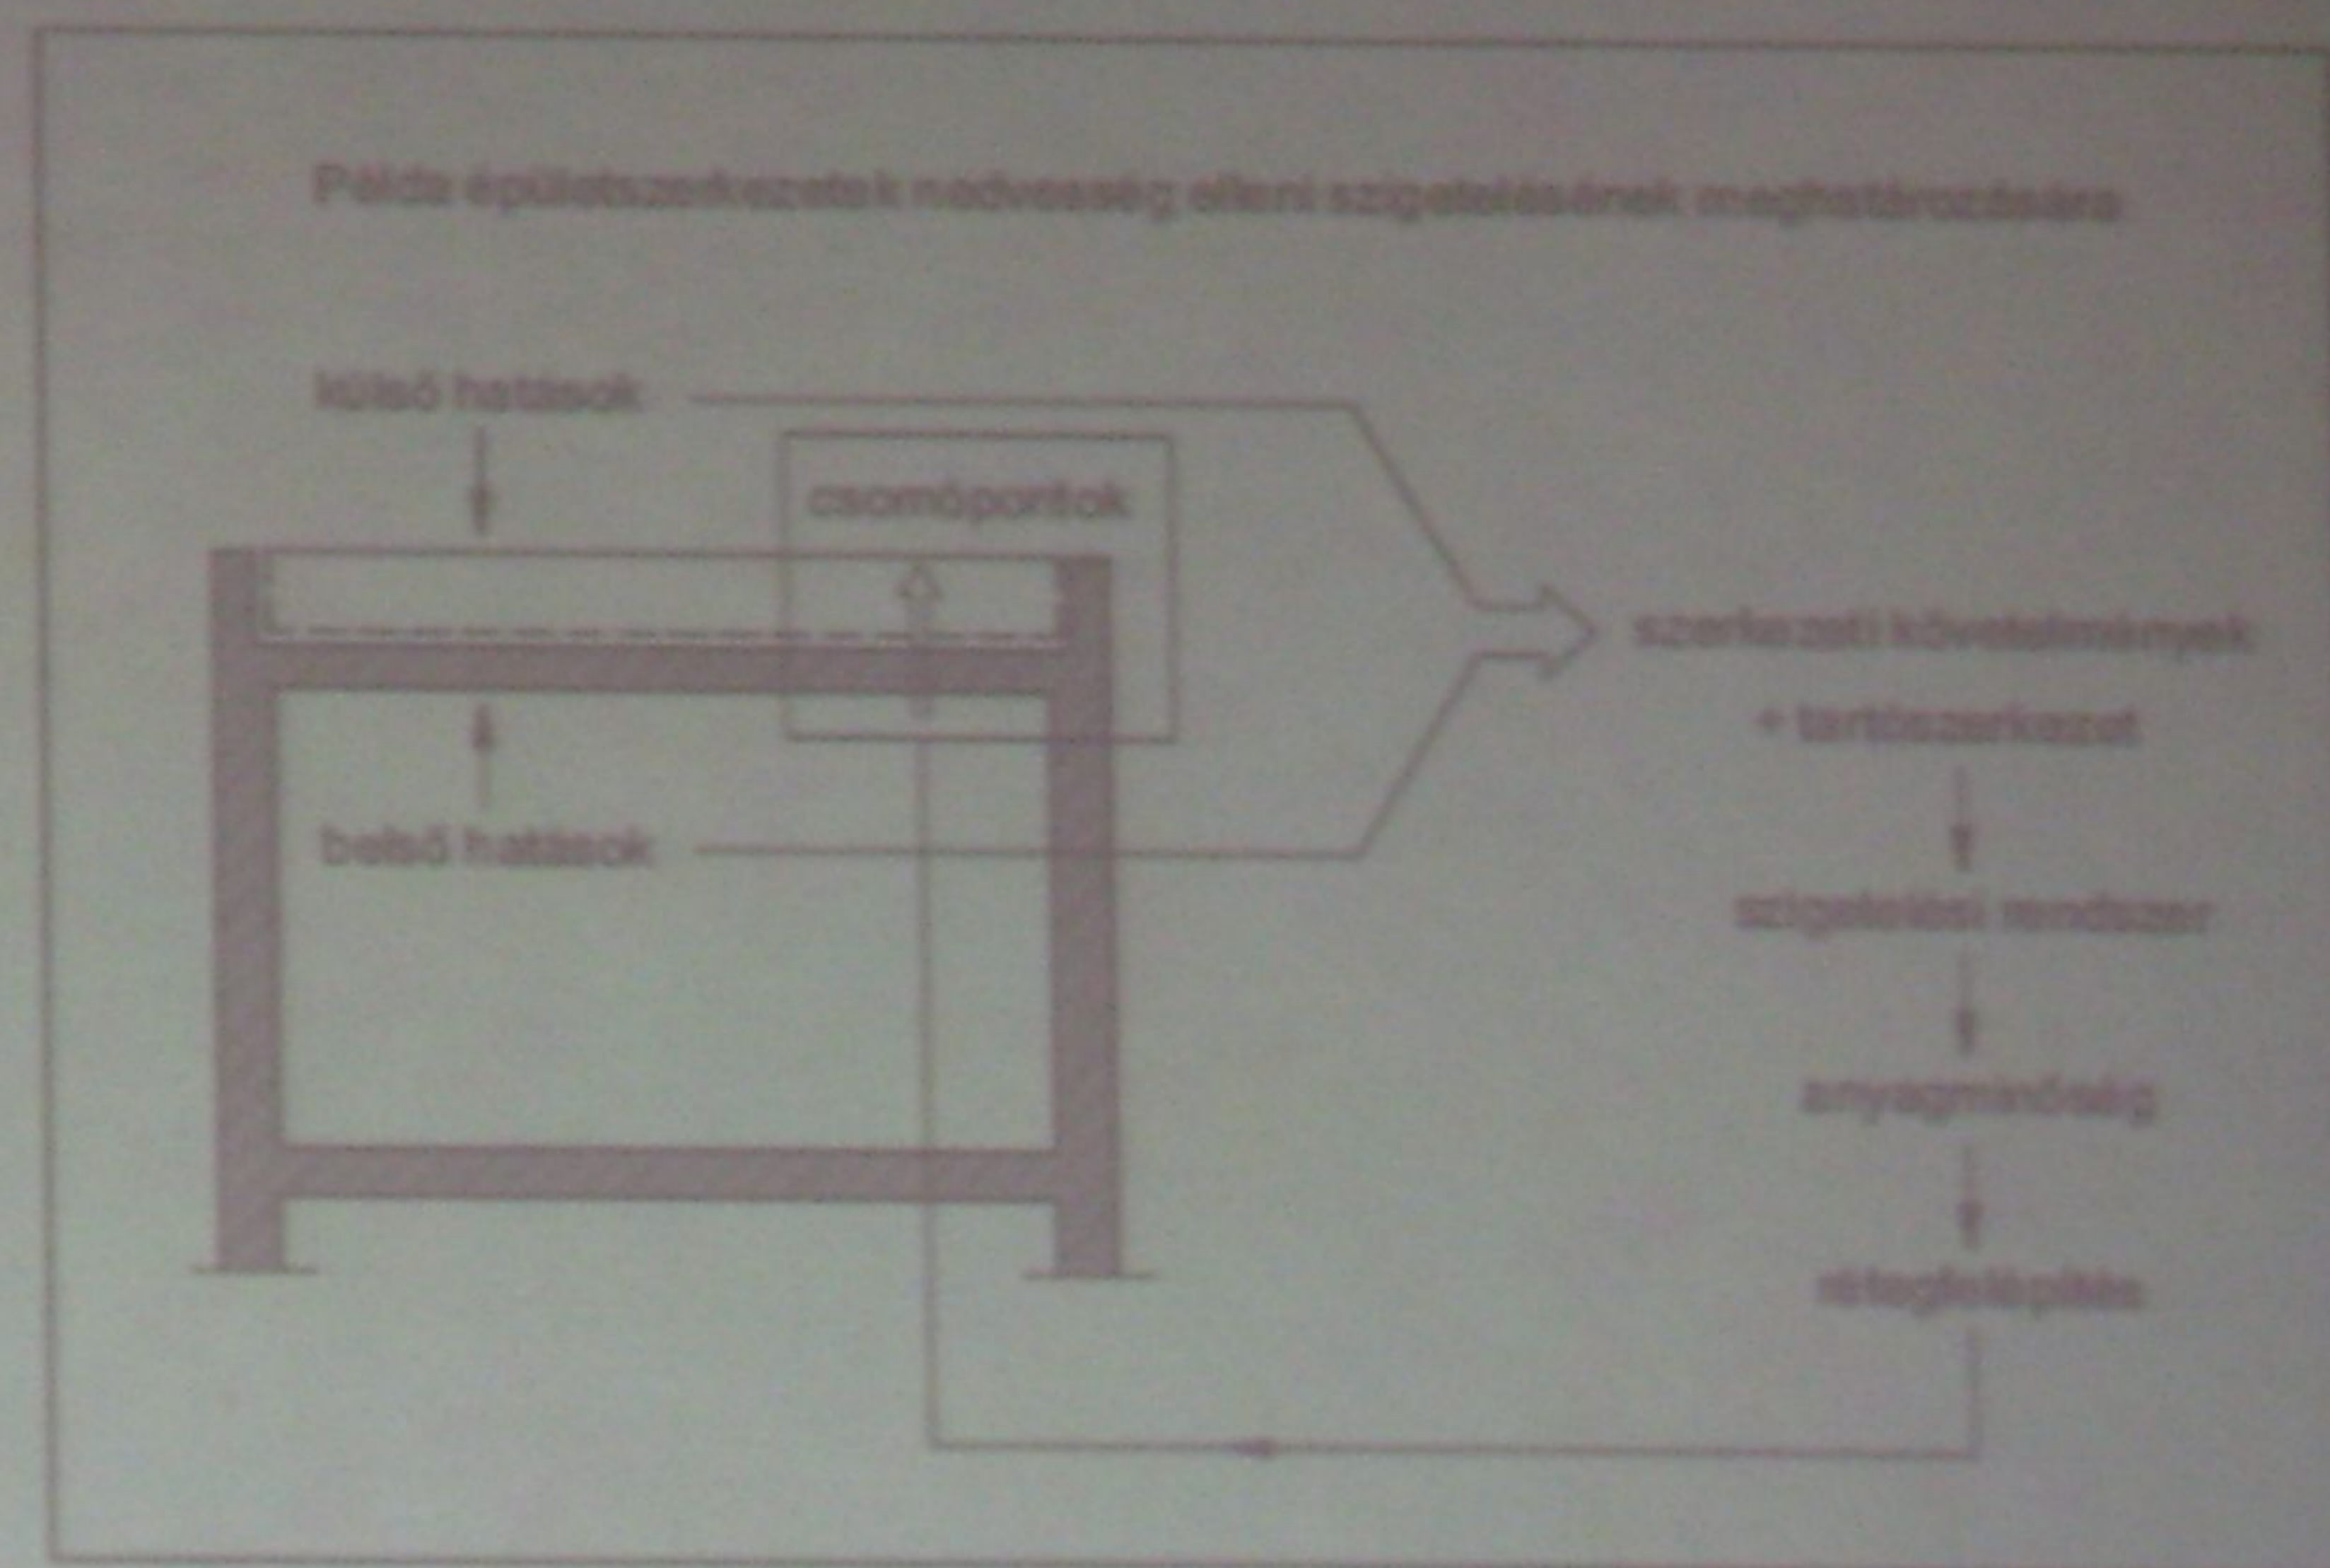 Példa épületszerkezetek nedvesség elleni szigetelésének meghatározására
külső hatások
csomópontok
szerkezeti követelmények
+ tartószerkezet
belső hatások
szigetelési rendszer
anyagminőség
rétegfelépítés